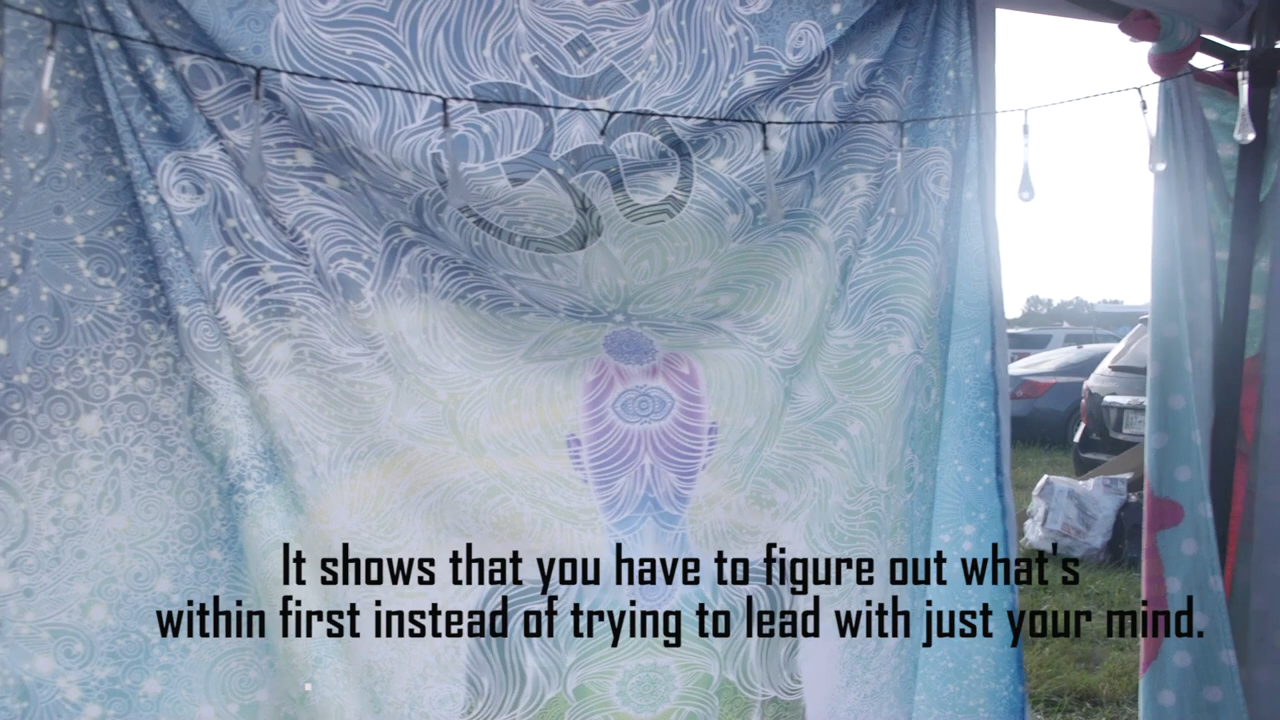 It shows that you have to figure out what's
within first instead of trying to lead with just your mind.